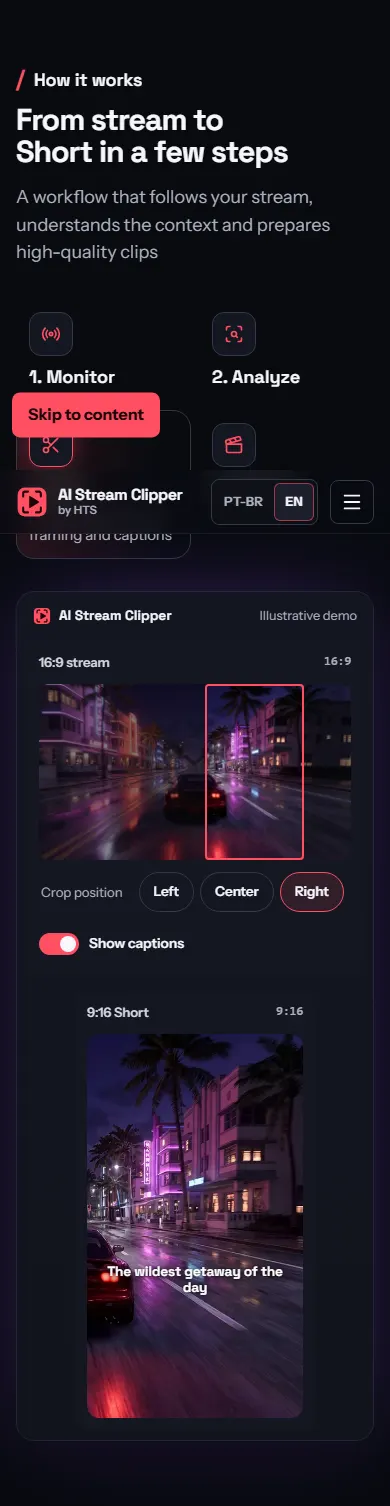 / How it works
From stream to
Short in a few steps
A workflow that follows your stream,
understands the context and prepares
high-quality clips
1. Monitor
2. Analyze
Skip to content
AI Stream Clipper
by HTS
PT-BR
EN
framing and captions
AI Stream Clipper
Illustrative demo
16:9 stream
16:9
Crop position
Left
Center
Right
Show captions
9:16 Short
9:16
The wildest getaway of the
day